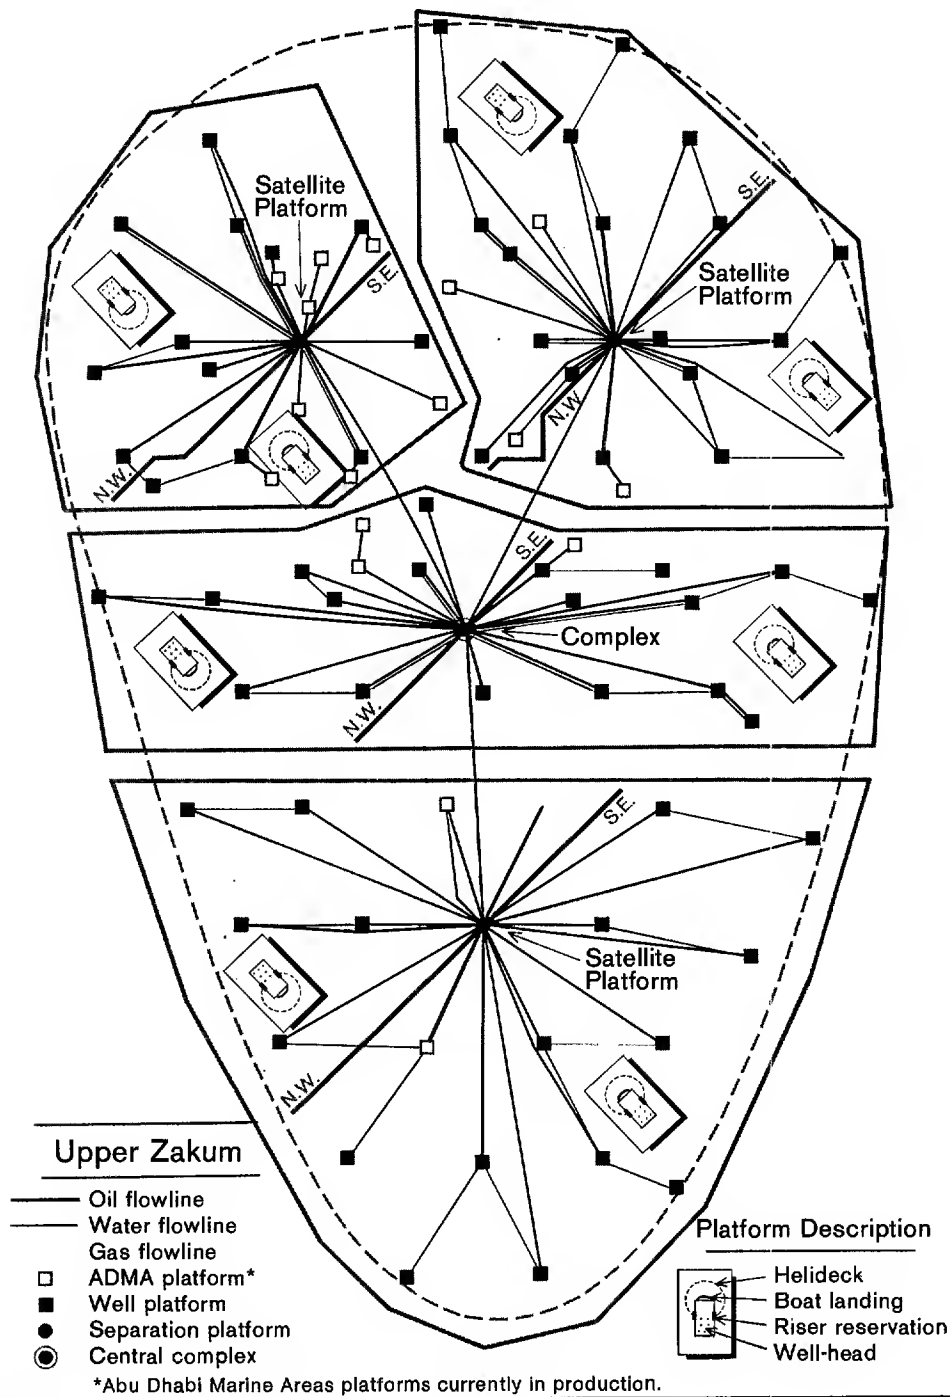 Satellite
Platform
S.E.
N.W.
S.E.
Satellite
Platform
N.W.
S.E.
Complex
N.W.
S.E.
Satellite
Platform
N.W.
Upper Zakum
Oil flowline
Water flowline
Gas flowline
ADMA platform*
Well platform
Separation platform
Central complex
*Abu Dhabi Marine Areas platforms currently in production.
Platform Description
Helideck
Boat landing
Riser reservation
Well-head